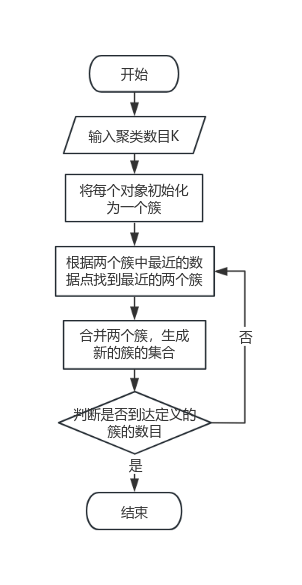 开始
输入聚类数目K
将每个对象初始化
为一个簇
根据两个簇中最近的数
据点找到最近的两个簇
合并两个簇，生成
新的簇的集合
否
判断是否到达定义的
簇的数目
是
结束